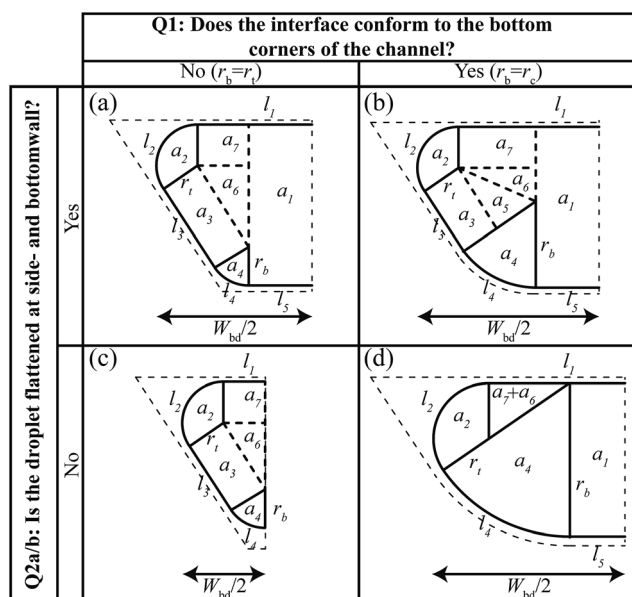 Q1: Does the interface conform to the bottom
corners of the channel?
No (r_b=r_t)
Yes (r_b=r_c)
Q2a/b: Is the droplet flattened at side- and bottomwall?
Yes
No
(a)
l_1
l_2
a_2
a_7
r_t
a_6
a_1
a_3
l_3
a_4
r_b
l_4
l_5
W_bd/2
(b)
l_1
l_2
a_2
a_7
a_6
r_t
a_5
a_1
a_3
l_3
a_4
r_b
l_4
l_5
W_bd/2
(c)
l_1
l_2
a_2
a_7
r_t
a_6
a_3
l_3
a_4
r_b
l_4
W_bd/2
(d)
l_1
l_2
a_7+a_6
a_2
r_t
a_4
a_1
r_b
l_4
l_5
W_bd/2